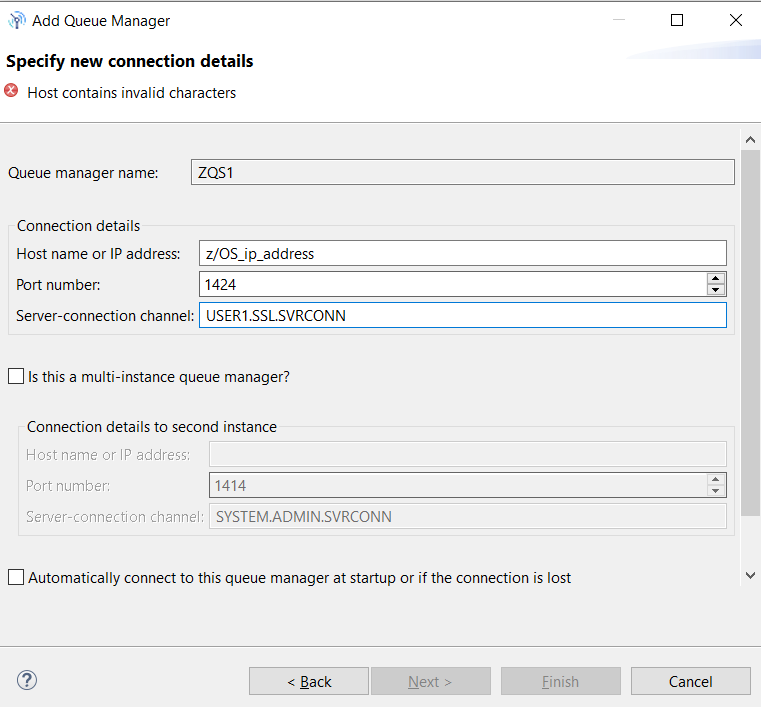 Add Queue Manager
Specify new connection details
Host contains invalid characters
Queue manager name: ZQS1
Connection details
Host name or IP address: z/OS_ip_address
Port number: 1424
Server-connection channel: USER1.SSL.SVRCONN
Is this a multi-instance queue manager?
Connection details to second instance
Host name or IP address:
Port number: 1414
Server-connection channel: SYSTEM.ADMIN.SVRCONN
Automatically connect to this queue manager at startup or if the connection is lost
? < Back Next > Finish Cancel